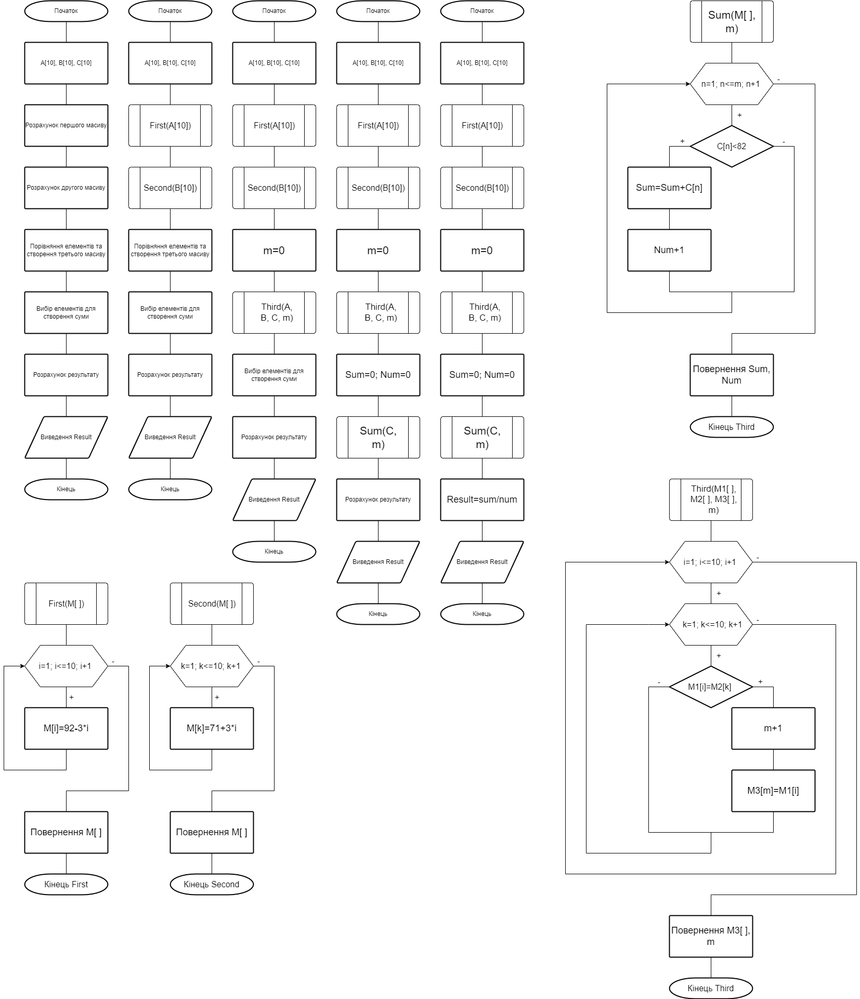 Початок
A[10], B[10], C[10]
Розрахунок першого масиву
Розрахунок другого масиву
Порівняння елементів та
створення третього масиву
Вибір елементів для
створення суми
Розрахунок результату
Виведення Result
Кінець
Початок
A[10], B[10], C[10]
First(A[10])
Second(B[10])
Порівняння елементів та
створення третього масиву
Вибір елементів для
створення суми
Розрахунок результату
Виведення Result
Кінець
Початок
A[10], B[10], C[10]
First(A[10])
Second(B[10])
m=0
Third(A,
B, C, m)
Вибір елементів для
створення суми
Розрахунок результату
Виведення Result
Кінець
Початок
A[10], B[10], C[10]
First(A[10])
Second(B[10])
m=0
Third(A,
B, C, m)
Sum=0; Num=0
Sum(C,
m)
Розрахунок результату
Виведення Result
Кінець
Початок
A[10], B[10], C[10]
First(A[10])
Second(B[10])
m=0
Third(A,
B, C, m)
Sum=0; Num=0
Sum(C,
m)
Result=sum/num
Виведення Result
Кінець
Sum(M[ ],
m)
n=1; n<=m; n+1
-
+
C[n]<82
+
-
Sum=Sum+C[n]
Num+1
Повернення Sum,
Num
Кінець Third
First(M[ ])
i=1; i<=10; i+1
-
+
M[i]=92-3*i
Повернення M[ ]
Кінець First
Second(M[ ])
k=1; k<=10; k+1
-
+
M[k]=71+3*i
Повернення M[ ]
Кінець Second
Third(M1[ ],
M2[ ], M3[ ],
m)
i=1; i<=10; i+1
-
+
k=1; k<=10; k+1
-
+
M1[i]=M2[k]
-
+
m+1
M3[m]=M1[i]
Повернення M3[ ],
m
Кінець Third